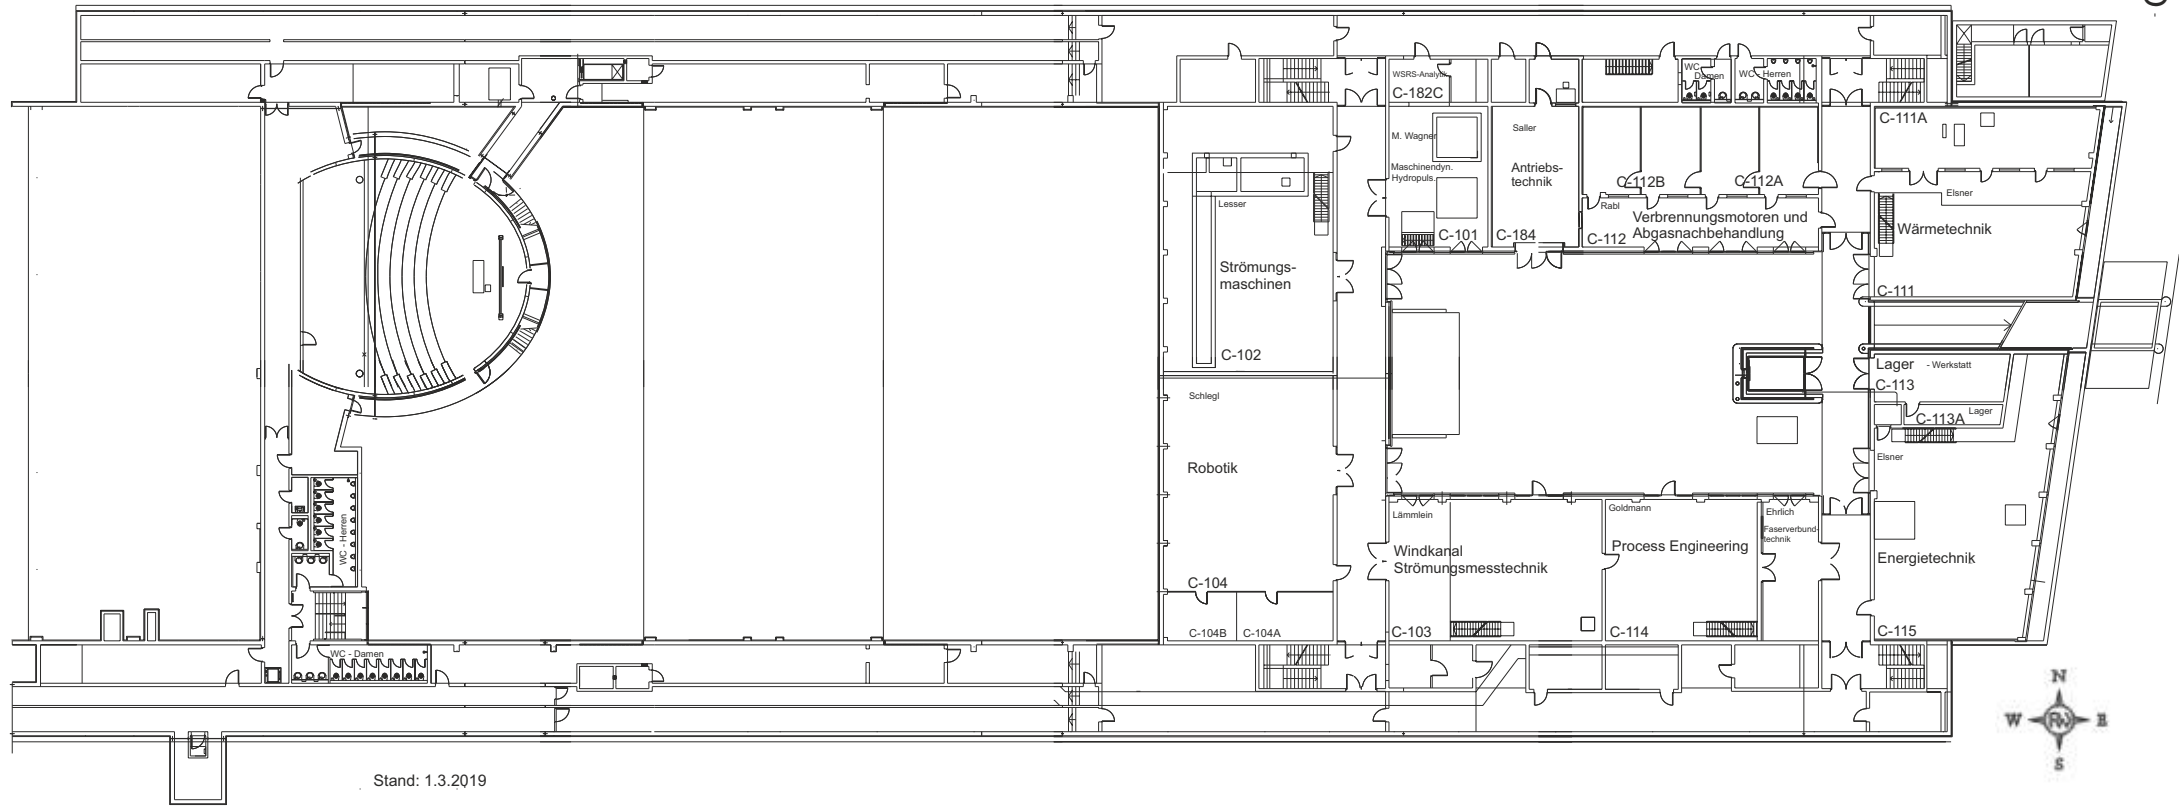 WSRS-Analytik
C-182C
WC
Damen
WC - Herren
C-111A
M. Wagner
Maschinendyn.
Hydropuls.
C-101
Saller
Antriebs-
technik
C-184
C-112B
C-112A
Rabl
Verbrennungsmotoren und
Abgasnachbehandlung
C-112
Elsner
Wärmetechnik
C-111
Lesser
Strömungs-
maschinen
C-102
Lager - Werkstatt
C-113
Lager
C-113A
Schlegl
Robotik
C-104
C-104B
C-104A
Elsner
Energietechnik
C-115
Lämmlein
Windkanal
Strömungsmesstechnik
C-103
Goldmann
Process Engineering
C-114
Ehrlich
Faserverbund-
technik
WC - Herren
WC - Damen
N
W
E
S
Stand: 1.3.2019